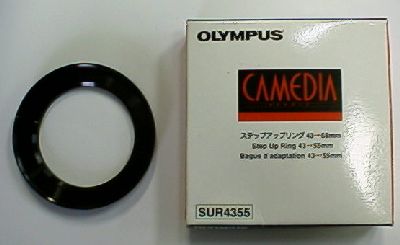 OLYMPUS
CAMEDIA
ステップアップリング 43→55mm
Step Up Ring 43→55mm
Bague a adaptation 43→55mm
SUR4355